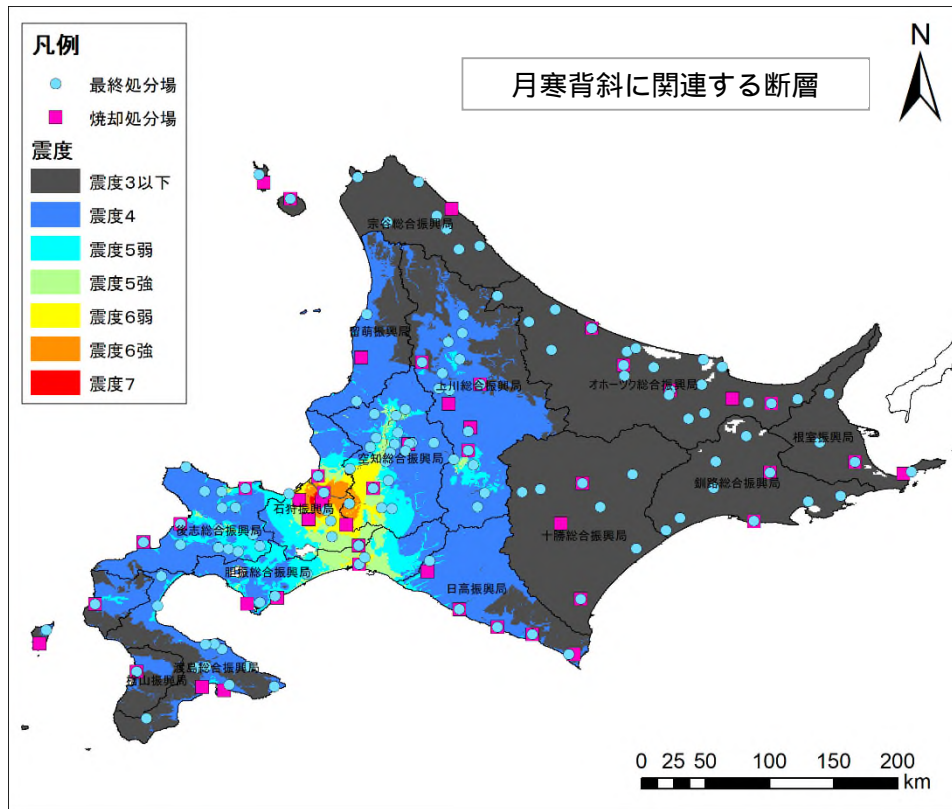 凡例
最終処分場
焼却処分場
震度
震度3以下
震度4
震度5弱
震度5強
震度6弱
震度6強
震度7
月寒背斜に関連する断層
N
宗谷総合振興局
留萌振興局
上川総合振興局
オホーツク総合振興局
根室振興局
空知総合振興局
釧路総合振興局
石狩振興局
後志総合振興局
十勝総合振興局
胆振総合振興局
日高振興局
渡島総合振興局
檜山振興局
0 25 50 100 150 200
km